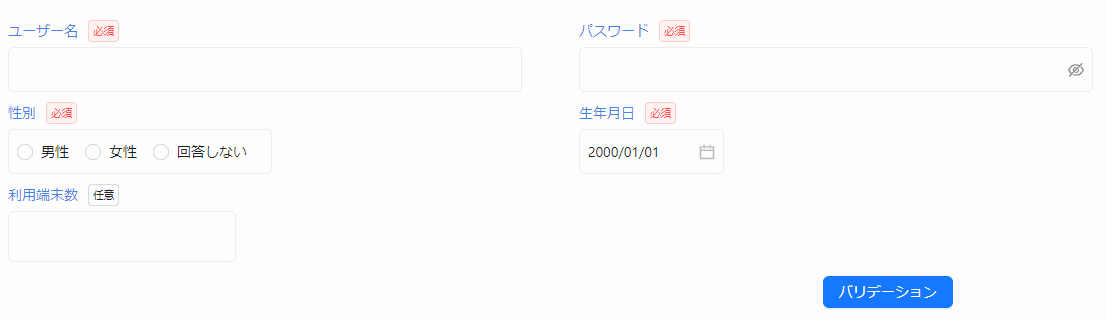 ユーザー名 必須
パスワード 必須
性別 必須
生年月日 必須
男性 女性 回答しない
2000/01/01
利用端末数 任意
バリデーション